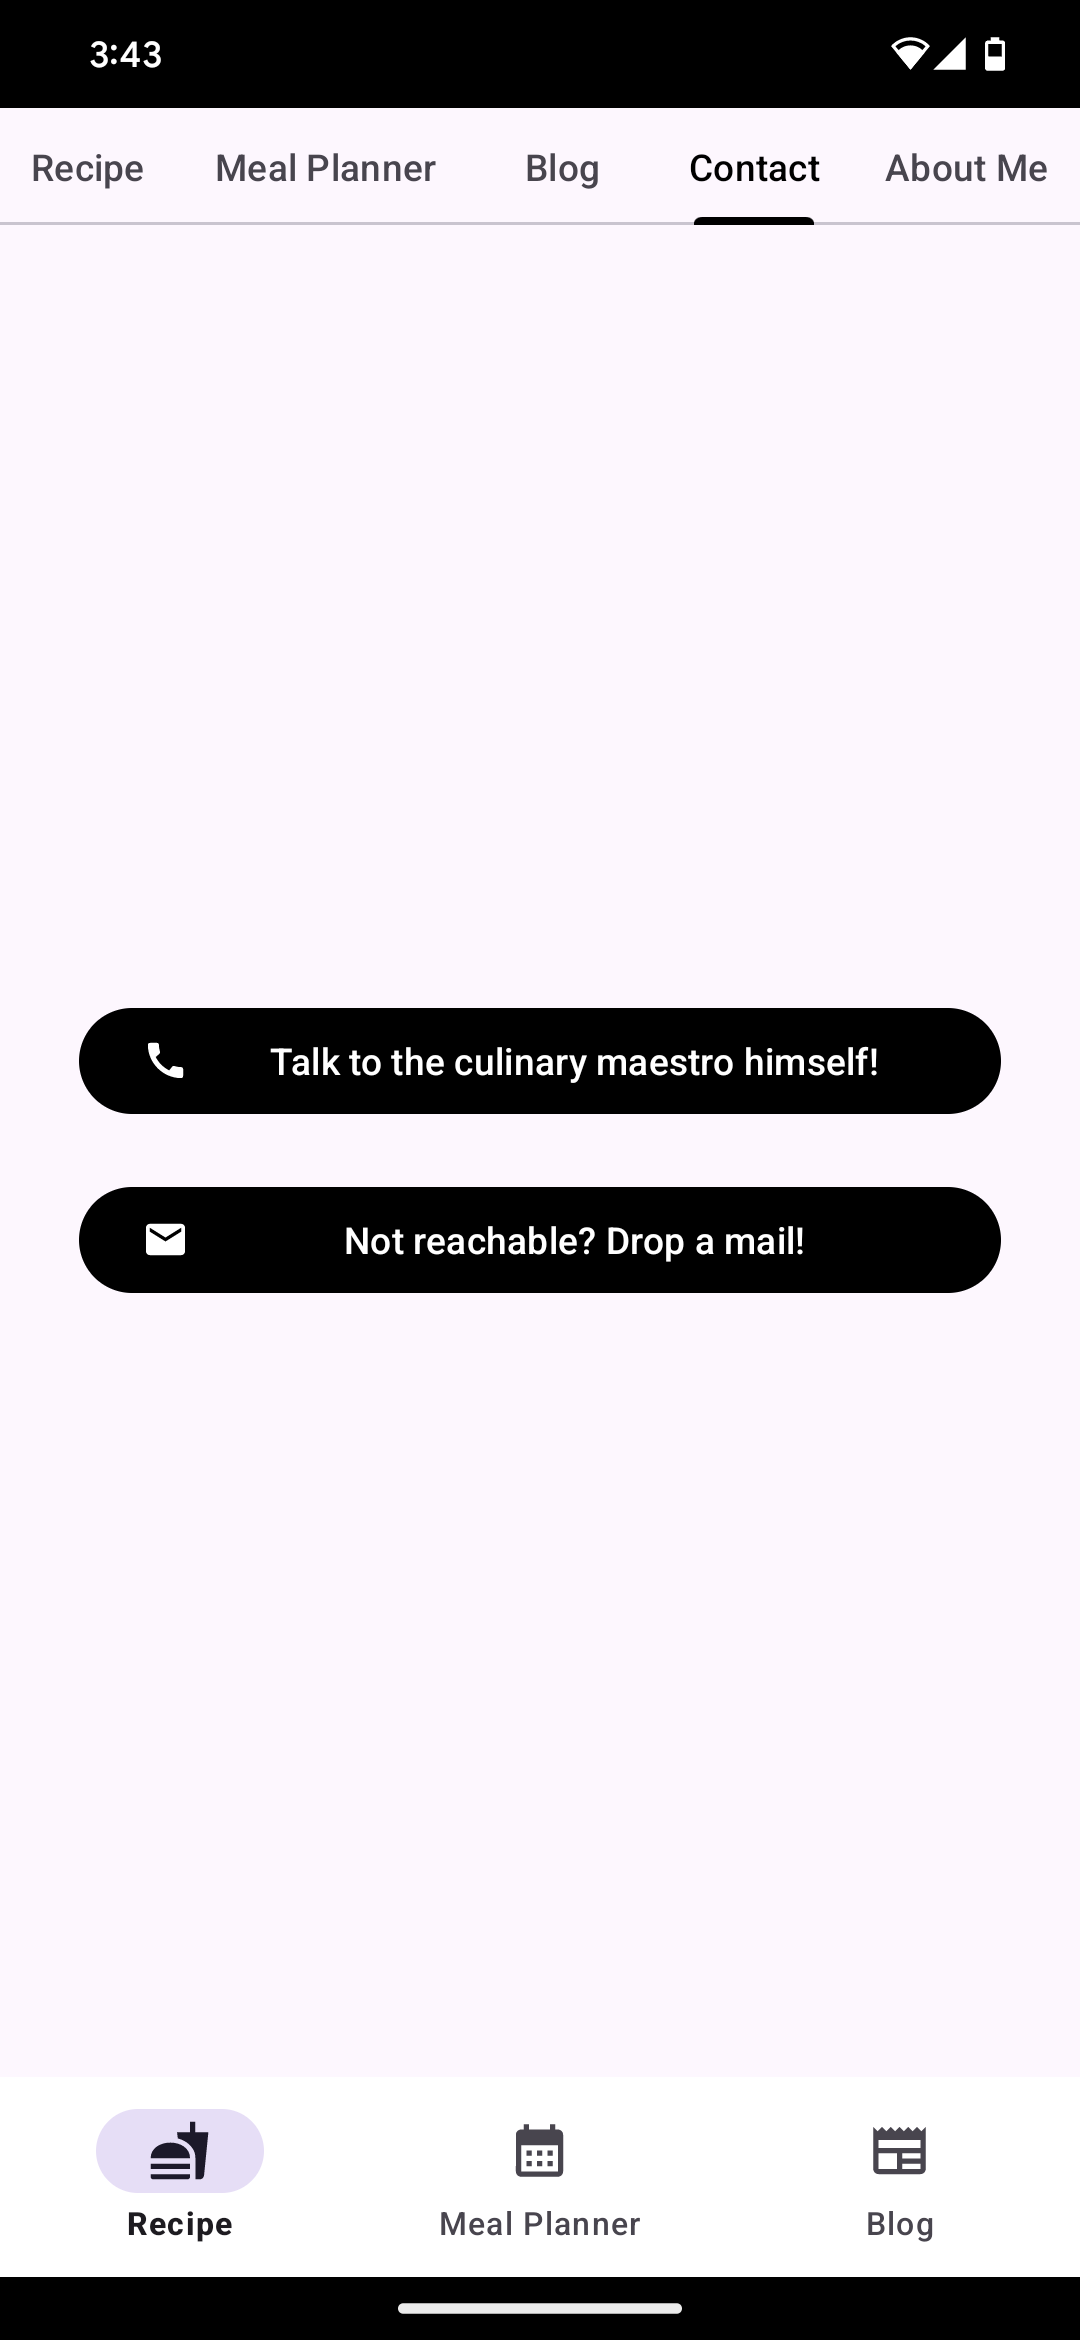 3:43
Recipe Meal Planner Blog Contact About Me
Talk to the culinary maestro himself!
Not reachable? Drop a mail!
Recipe Meal Planner Blog